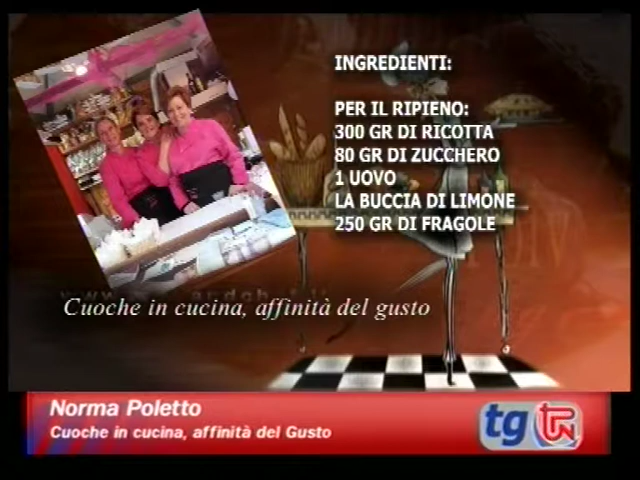 INGREDIENTI:
PER IL RIPIENO:
300 GR DI RICOTTA
80 GR DI ZUCCHERO
1 UOVO
LA BUCCIA DI LIMONE
250 GR DI FRAGOLE
Cuoche in cucina, affinità del gusto
Norma Poletto
Cuoche in cucina, affinità del Gusto
tg TPN